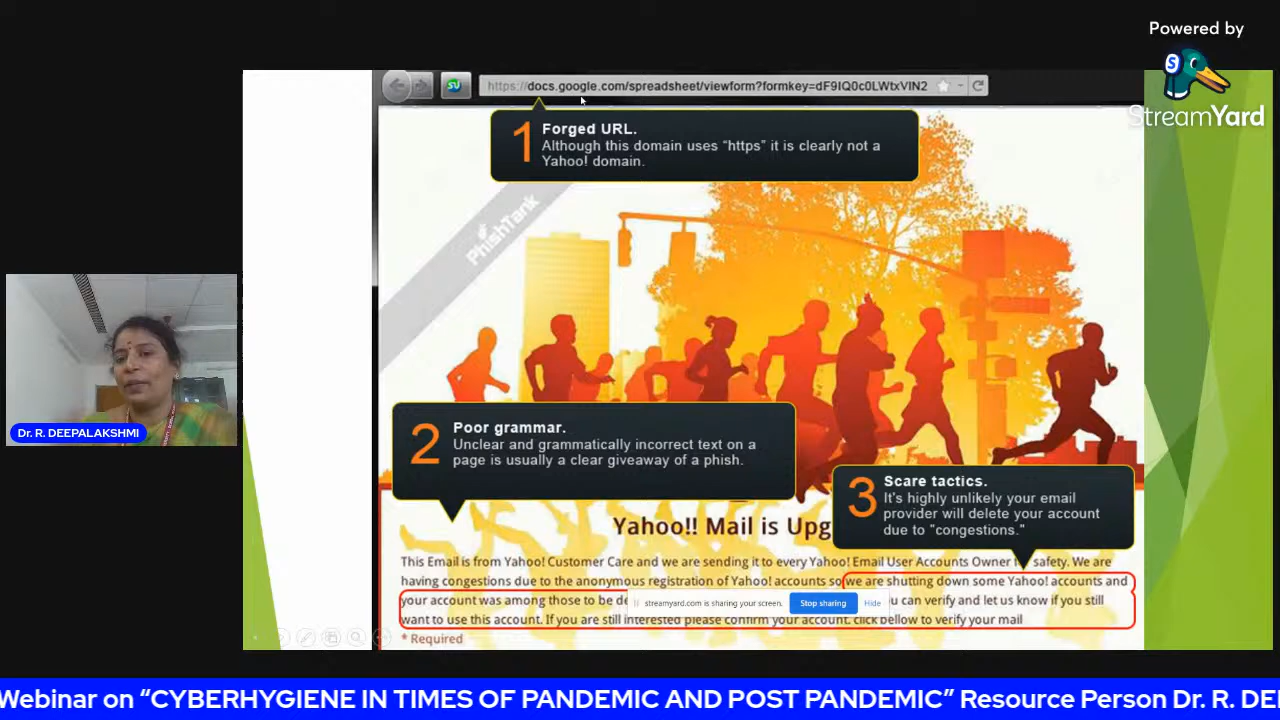 Powered by
StreamYard
https://docs.google.com/spreadsheet/viewform?formkey=dF9IQ0c0LWtxVlN2
1 Forged URL.
Although this domain uses "https" it is clearly not a
Yahoo! domain.
PhishTank
2 Poor grammar.
Unclear and grammatically incorrect text on a
page is usually a clear giveaway of a phish.
3 Scare tactics.
It's highly unlikely your email
provider will delete your account
due to "congestions."
Dr. R. DEEPALAKSHMI
Yahoo!! Mail is Upg
This Email is from Yahoo! Customer Care and we are sending it to every Yahoo! Email User Accounts Owner safety. We are
having congestions due to the anonymous registration of Yahoo! accounts so we are shutting down some Yahoo! accounts and
your account was among those to be de u can verify and let us know if you still
streamyard.com is sharing your screen. Stop sharing Hide
want to use this account. If you are still interested please confirm your account. click bellow to verify your mail
* Required
Webinar on “CYBERHYGIENE IN TIMES OF PANDEMIC AND POST PANDEMIC” Resource Person Dr. R. DE